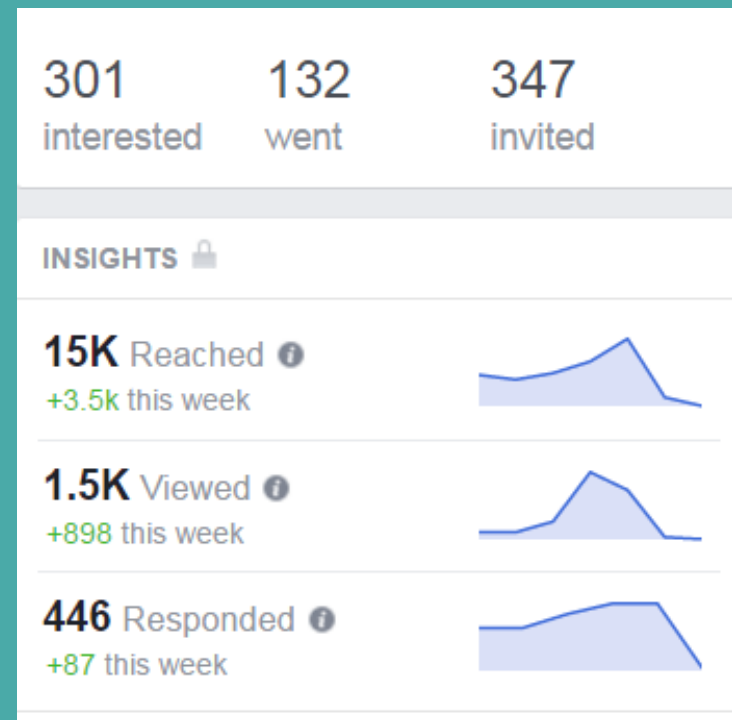 301 132 347
interested went invited
INSIGHTS
15K Reached
+3.5k this week
1.5K Viewed
+898 this week
446 Responded
+87 this week